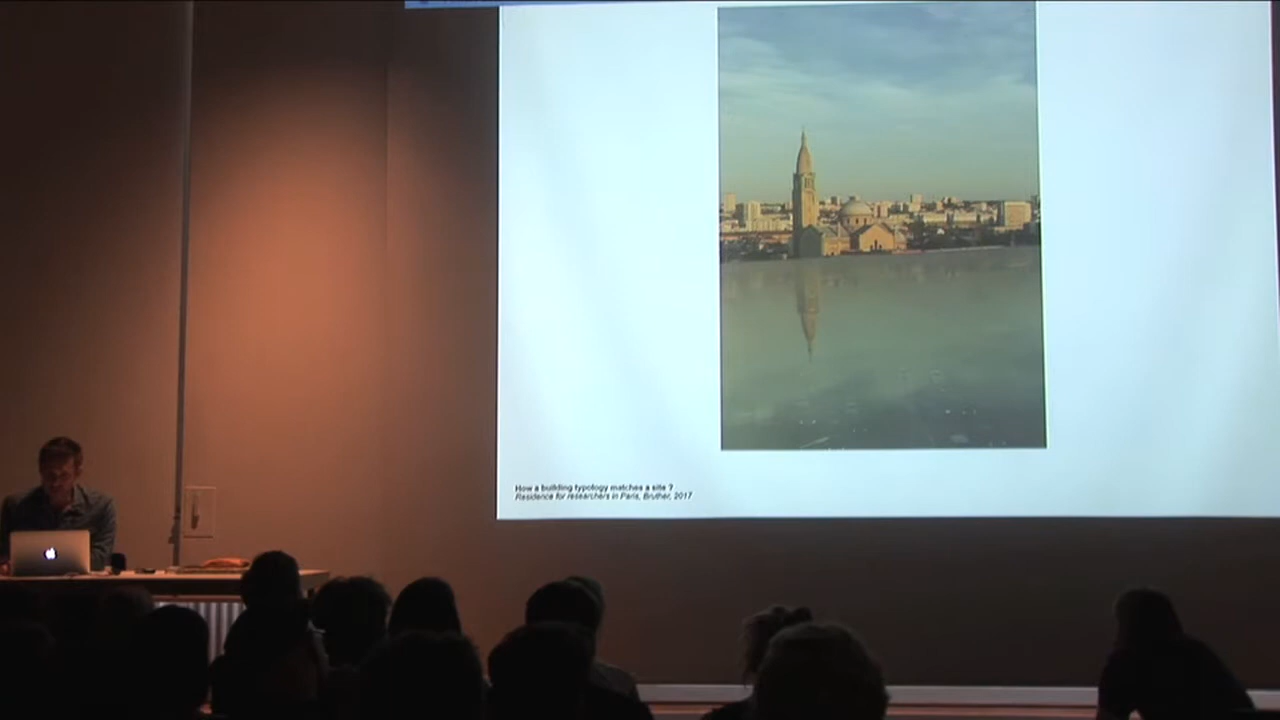 How a building typology matches a site ?
Residence for researchers in Paris, Bruther, 2017